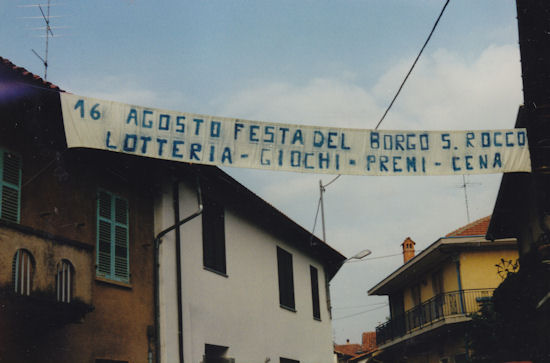 16 AGOSTO FESTA DEL BORGO S. ROCCO
LOTTERIA - GIOCHI - PREMI - CENA